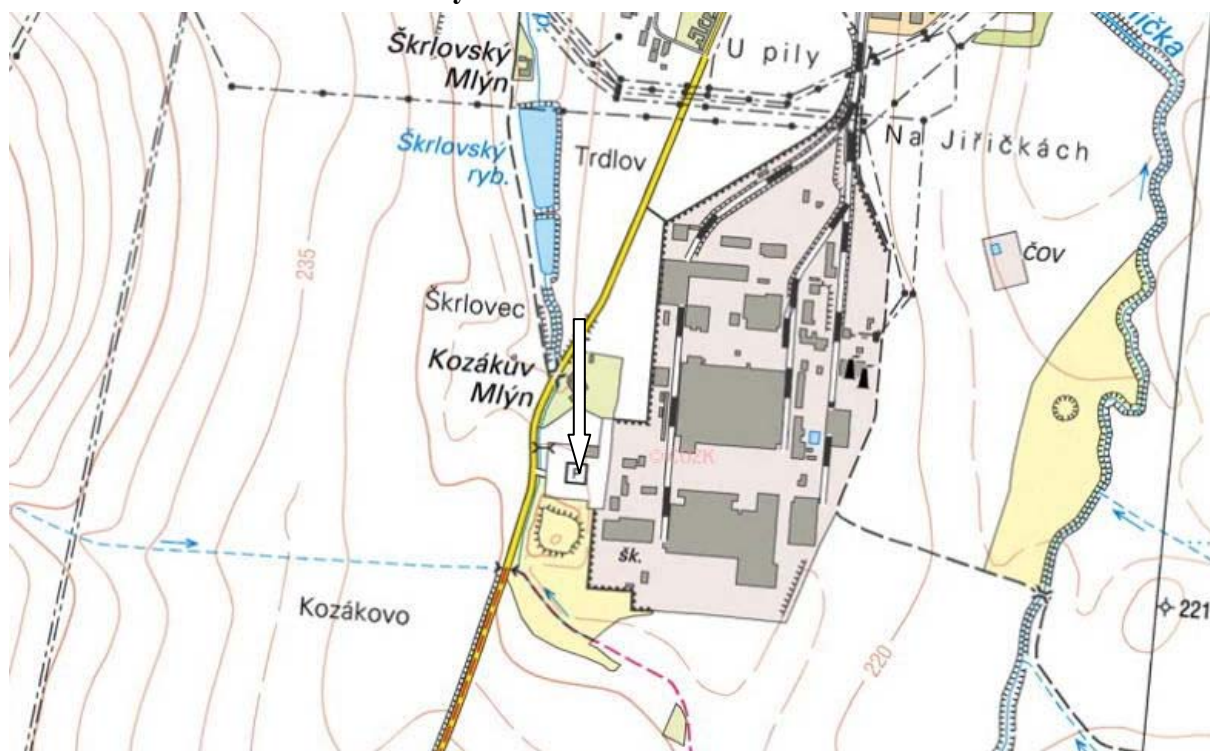 Škrlovský
Mlýn
U pily
Škrlovský
ryb.
Trdlov
Na Jiřičkách
235
ČOV
Škrlovec
Kozákův
Mlýn
šk.
Kozákovo
220
221